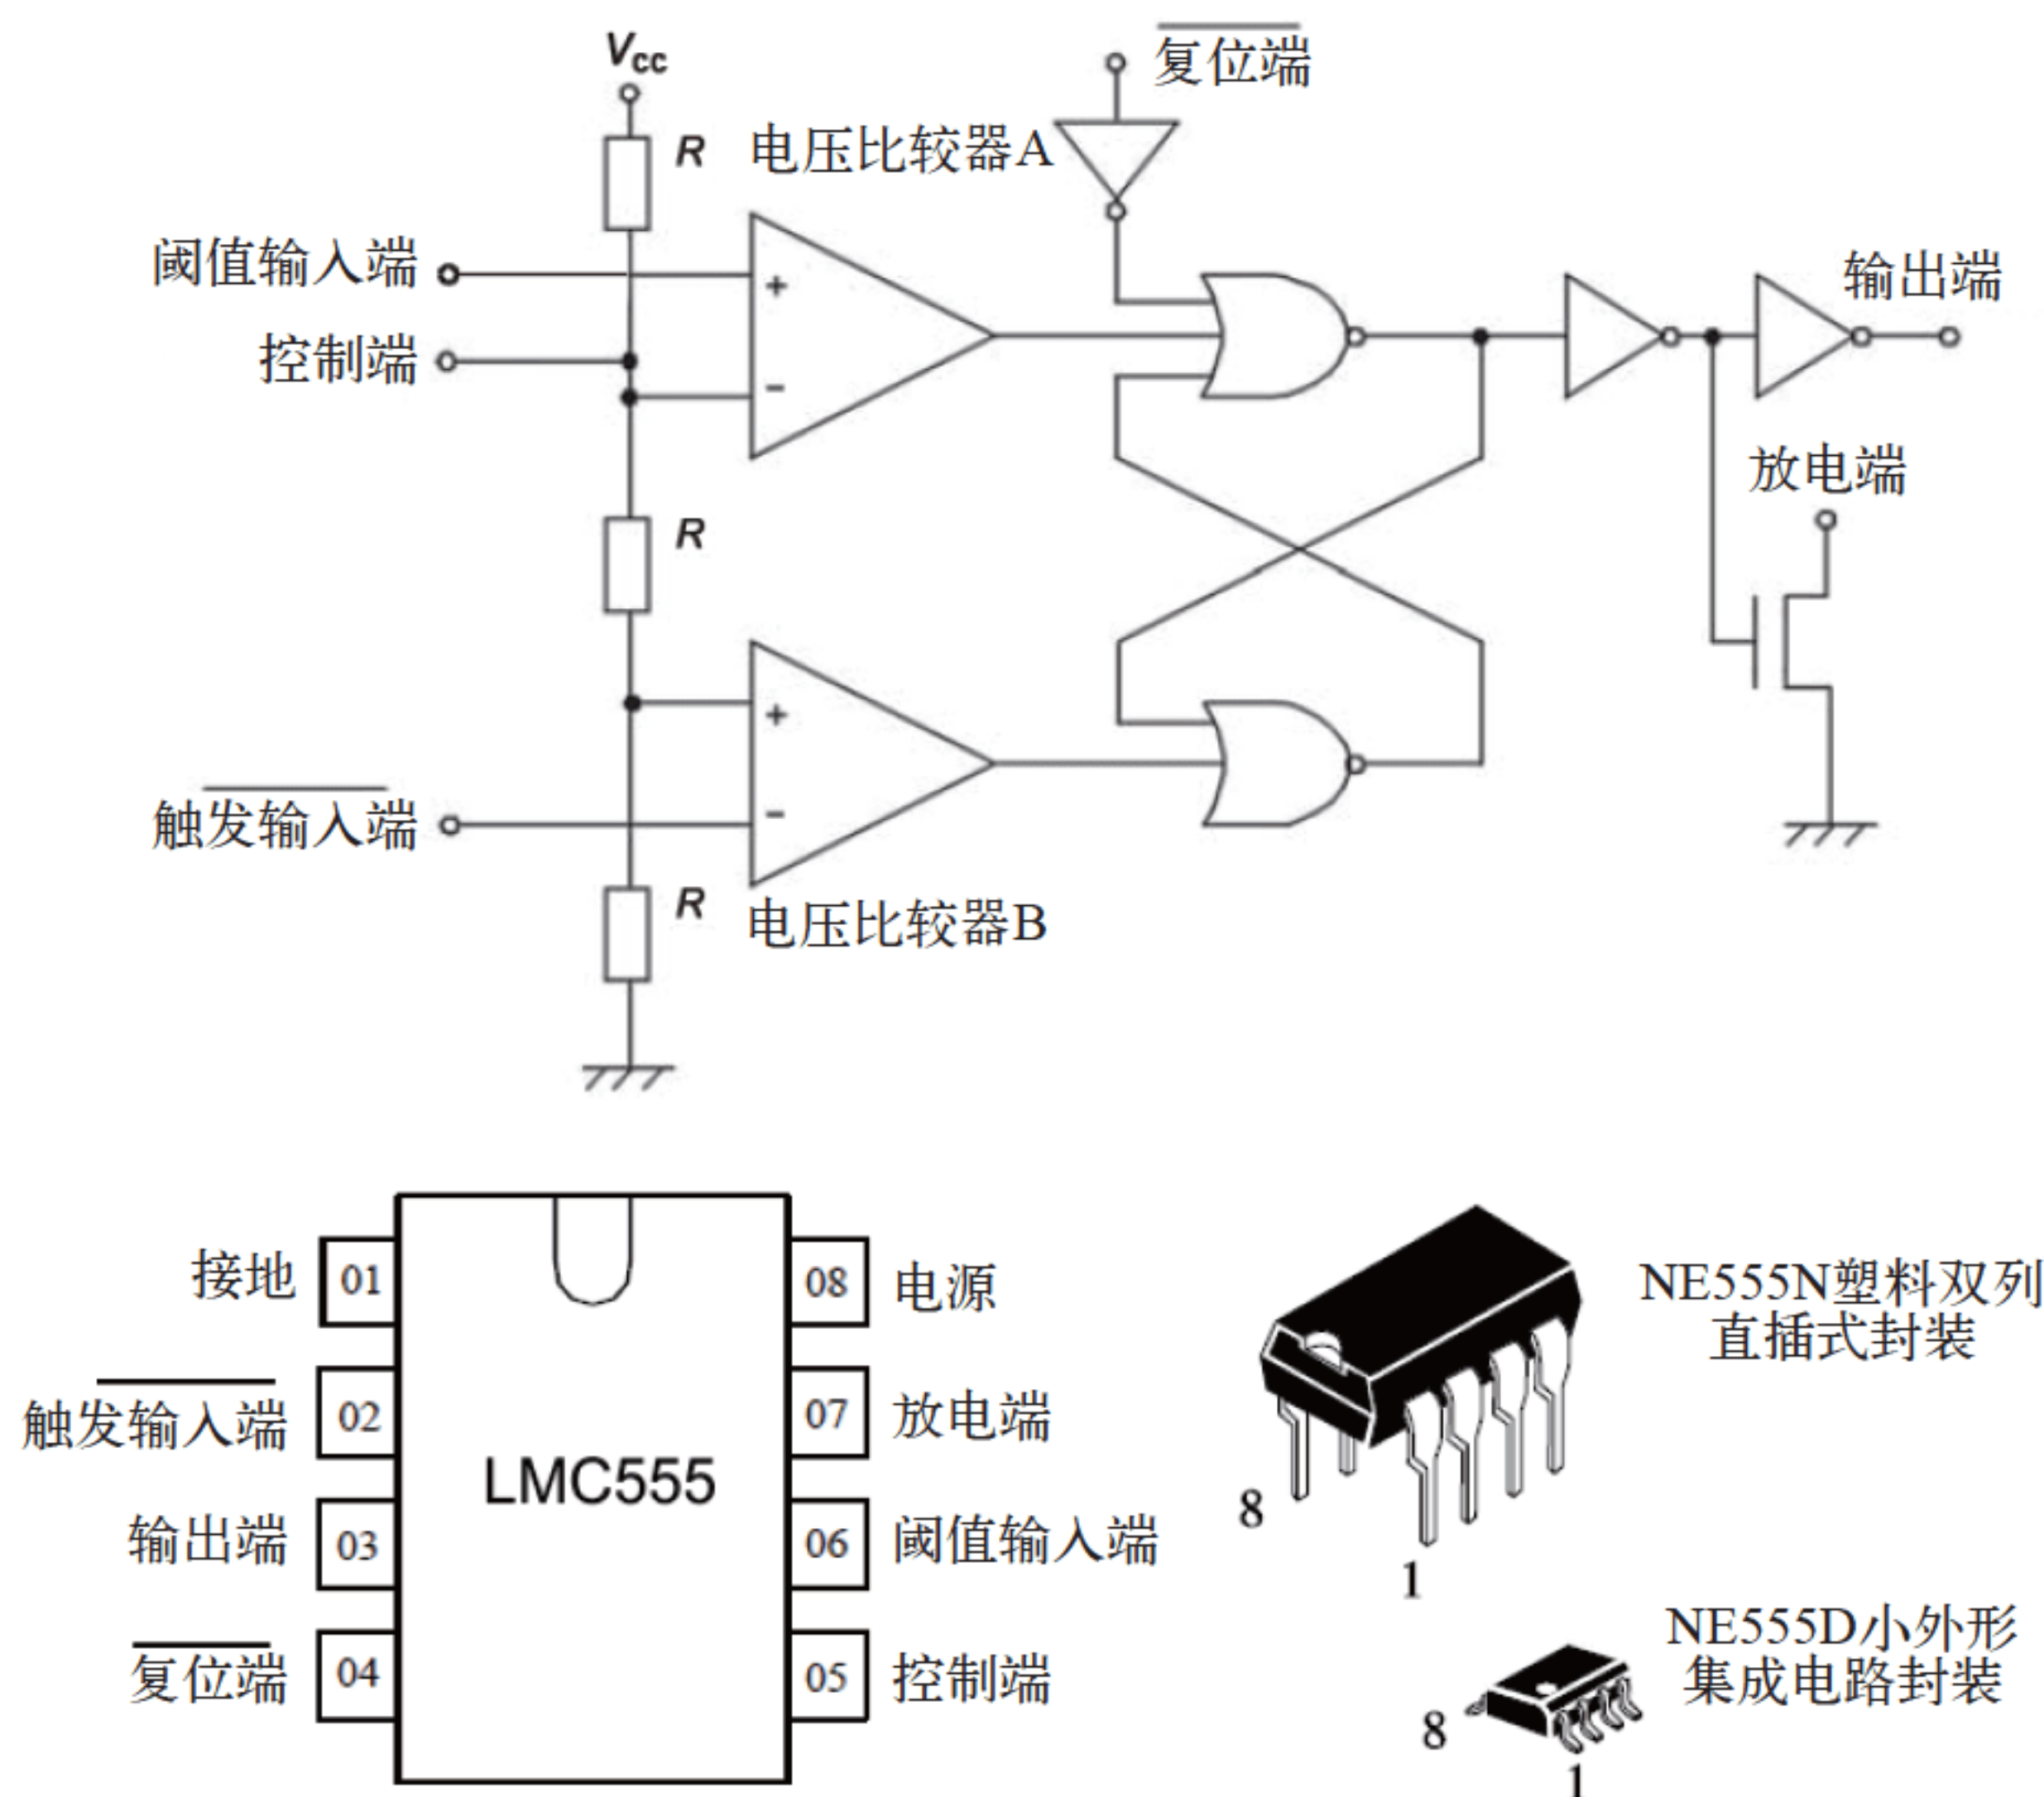 Vcc
复位端
R
电压比较器A
阈值输入端
+
控制端
-
输出端
放电端
R
+
触发输入端
-
R
电压比较器B
接地 01
触发输入端 02
输出端 03
复位端 04
LMC555
08 电源
07 放电端
06 阈值输入端
05 控制端
NE555N塑料双列
直插式封装
8
1
NE555D小外形
集成电路封装
8
1